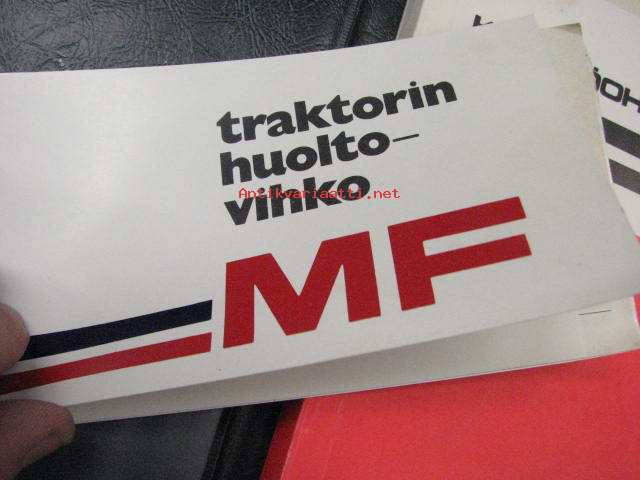 traktorin
huolto-
vihko
Antikvariaatti.net
MF